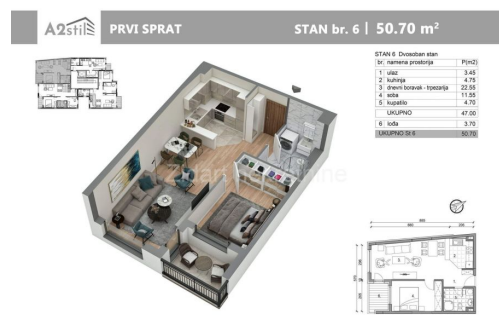 A2stil
PRVI SPRAT
STAN br. 6 | 50.70 m²
STAN 6 Dvosoban stan
br. namena prostorija P(m2)
1 ulaz 3.45
2 kuhinja 4.75
3 dnevni boravak - trpezarija 22.55
4 soba 11.55
5 kupatilo 4.70
UKUPNO 47.00
6 lođa 3.70
UKUPNO St 6 50.70